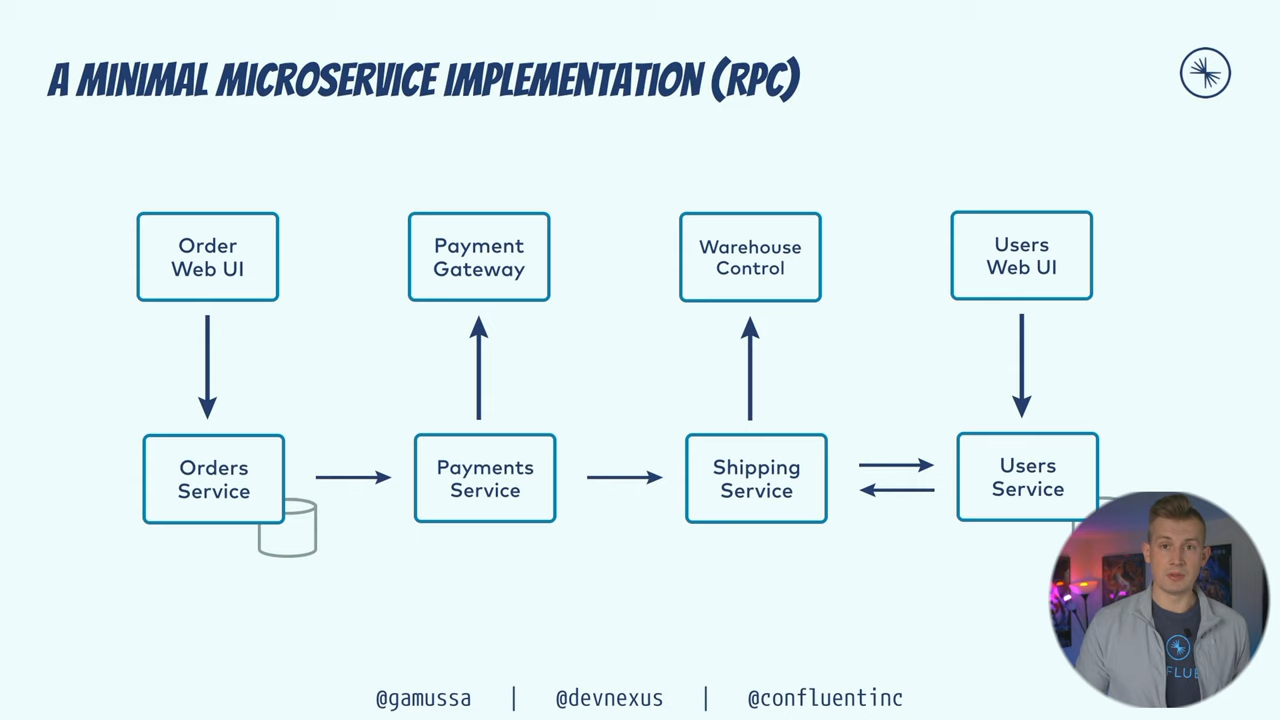 A MINIMAL MICROSERVICE IMPLEMENTATION (RPC)
Order
Web UI
Payment
Gateway
Warehouse
Control
Users
Web UI
Orders
Service
Payments
Service
Shipping
Service
Users
Service
FLUE
@gamussa | @devnexus | @confluentinc